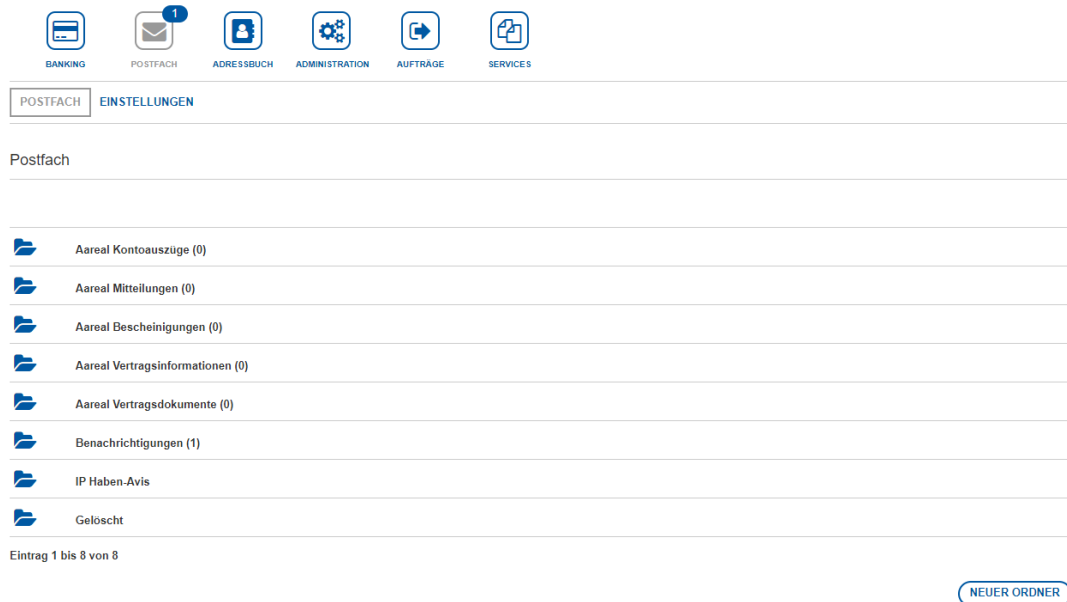 1
BANKING POSTFACH ADRESSBUCH ADMINISTRATION AUFTRÄGE SERVICES
POSTFACH EINSTELLUNGEN
Postfach
Aareal Kontoauszüge (0)
Aareal Mitteilungen (0)
Aareal Bescheinigungen (0)
Aareal Vertragsinformationen (0)
Aareal Vertragsdokumente (0)
Benachrichtigungen (1)
IP Haben-Avis
Gelöscht
Eintrag 1 bis 8 von 8
NEUER ORDNER